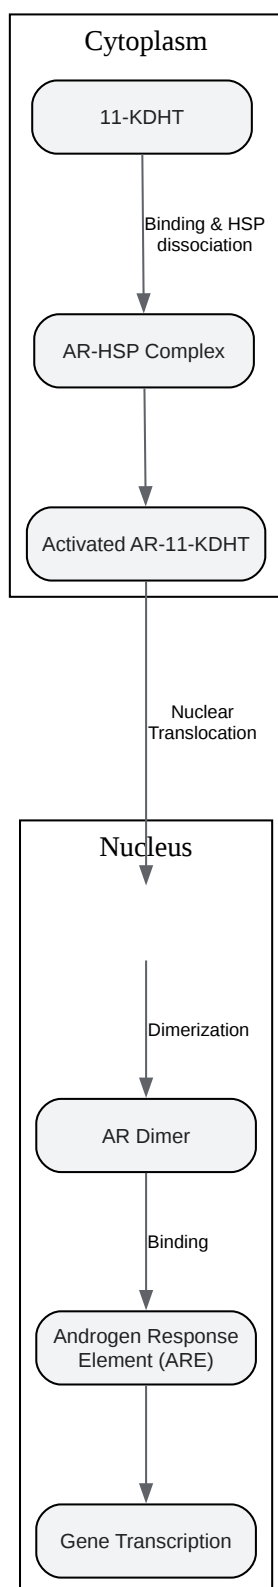 Cytoplasm
11-KDHT
Binding & HSP
dissociation
AR-HSP Complex
Activated AR-11-KDHT
Nuclear
Translocation
Nucleus
Dimerization
AR Dimer
Binding
Androgen Response
Element (ARE)
Gene Transcription